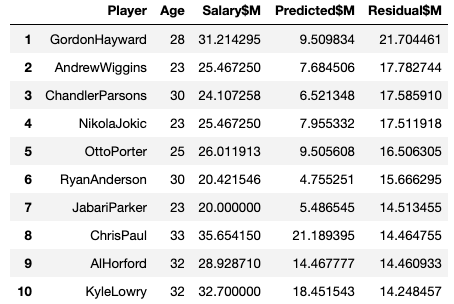 Player Age Salary$M Predicted$M Residual$M
1 GordonHayward 28 31.214295 9.509834 21.704461
2 AndrewWiggins 23 25.467250 7.684506 17.782744
3 ChandlerParsons 30 24.107258 6.521348 17.585910
4 NikolaJokic 23 25.467250 7.955332 17.511918
5 OttoPorter 25 26.011913 9.505608 16.506305
6 RyanAnderson 30 20.421546 4.755251 15.666295
7 JabariParker 23 20.000000 5.486545 14.513455
8 ChrisPaul 33 35.654150 21.189395 14.464755
9 AlHorford 32 28.928710 14.467777 14.460933
10 KyleLowry 32 32.700000 18.451543 14.248457